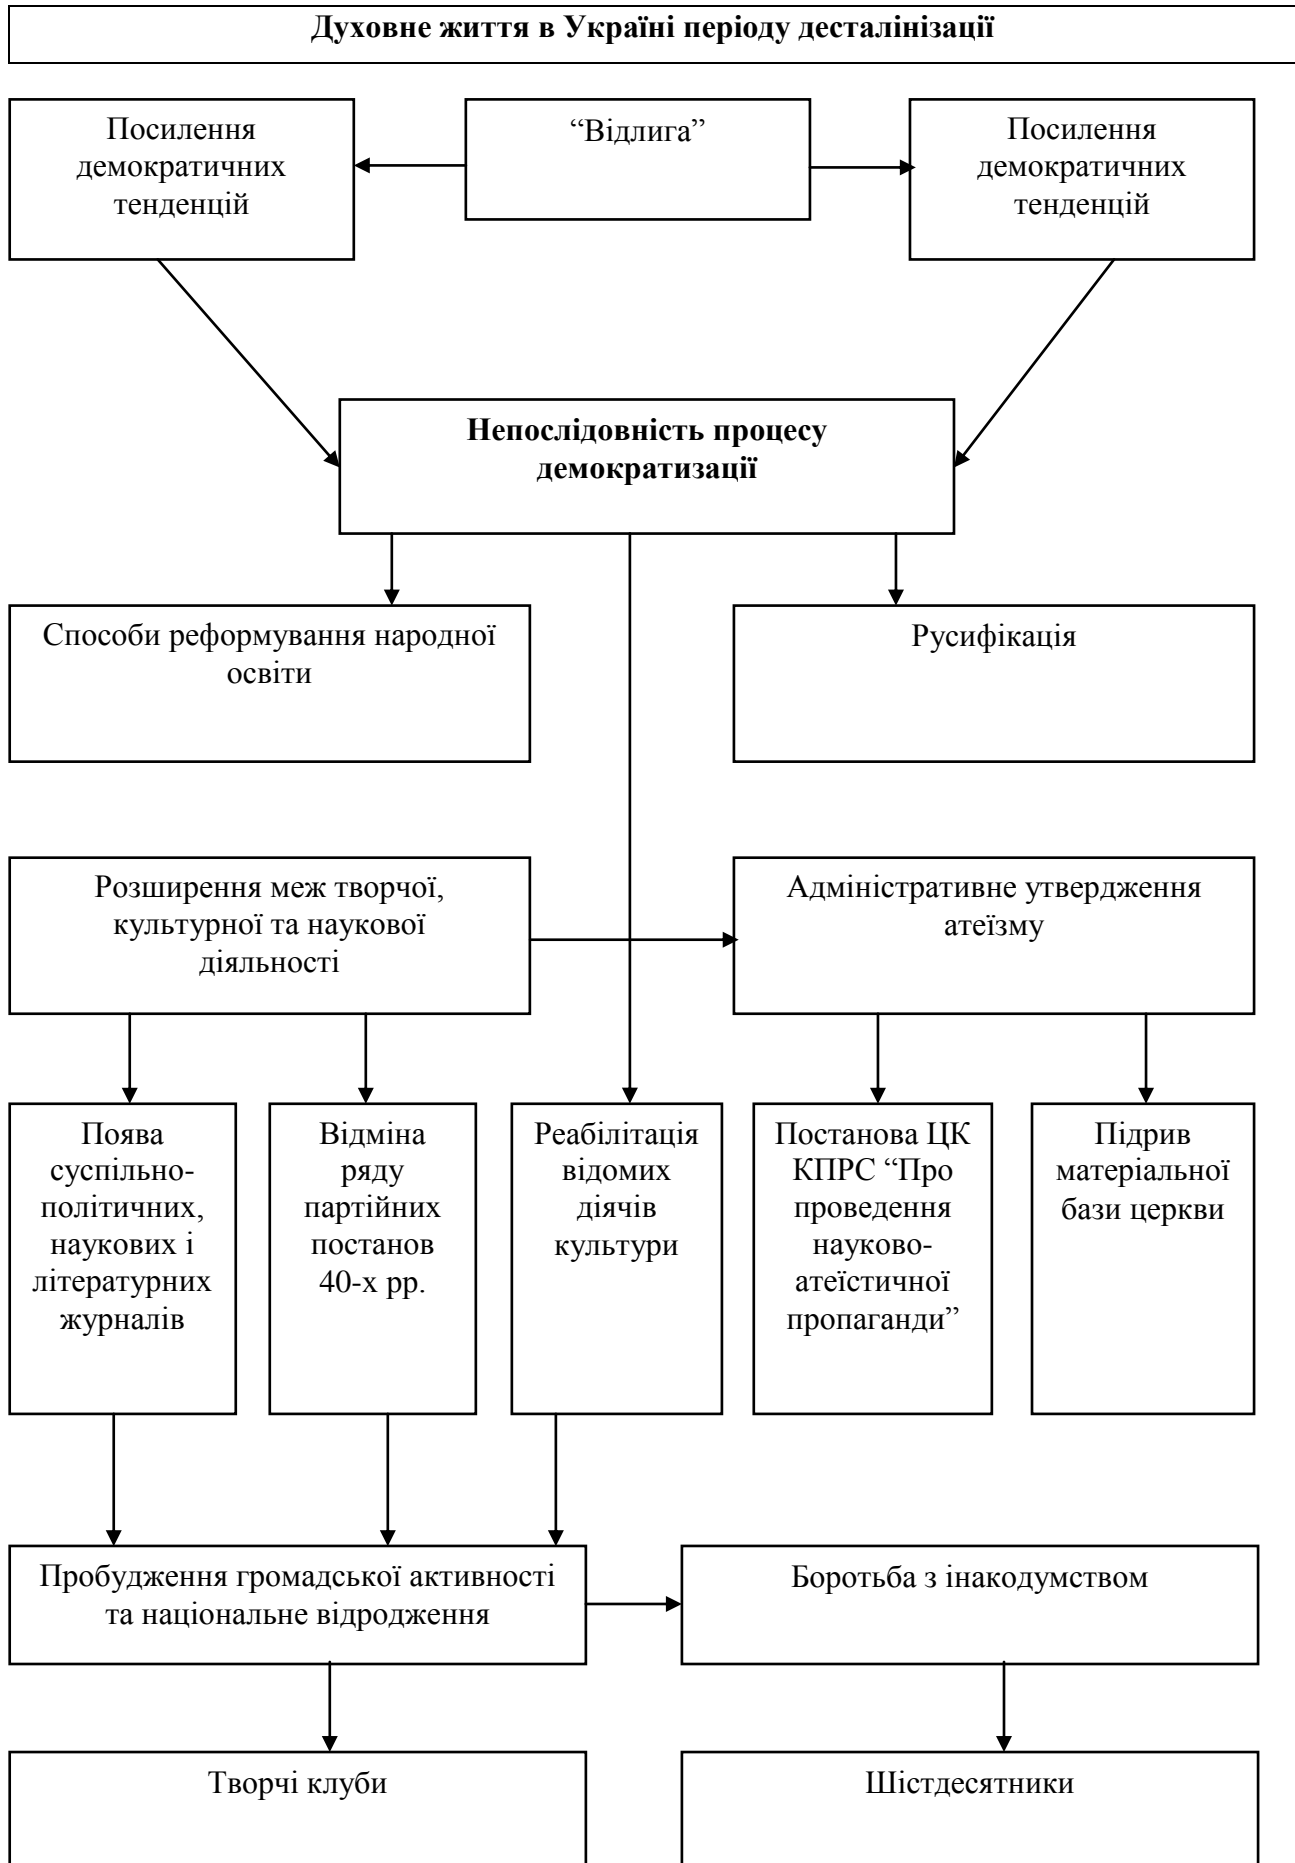 Духовне життя в Україні періоду десталінізації
Посилення
демократичних
тенденцій
“Відлига”
Посилення
демократичних
тенденцій
Непослідовність процесу
демократизації
Способи реформування народної
освіти
Русифікація
Розширення меж творчої,
культурної та наукової
діяльності
Адміністративне утвердження
атеїзму
Поява
суспільно-
політичних,
наукових і
літературних
журналів
Відміна
ряду
партійних
постанов
40-х рр.
Реабілітація
відомих
діячів
культури
Постанова ЦК
КПРС “Про
проведення
науково-
атеїстичної
пропаганди”
Підрив
матеріальної
бази церкви
Пробудження громадської активності
та національне відродження
Боротьба з інакодумством
Творчі клуби
Шістдесятники